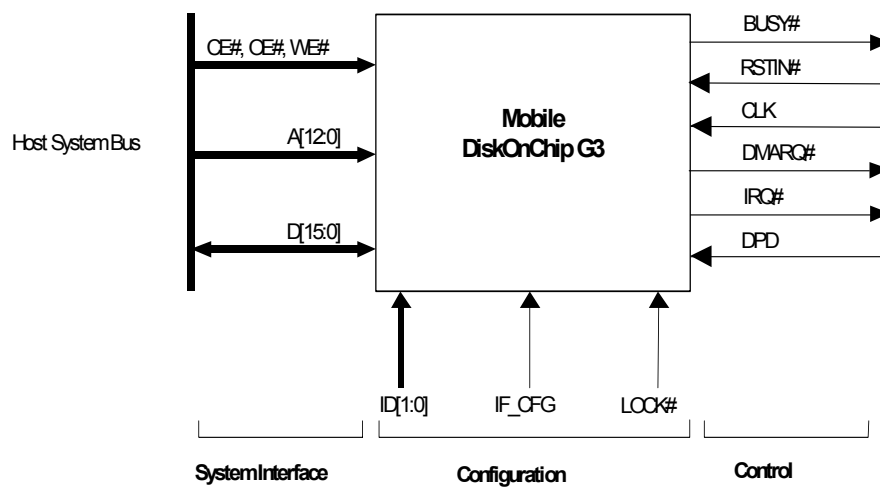 BUSY#
CE#, OE#, WE#
RSTIN#
CLK
Mobile
DiskOnChip G3
Host System Bus
A[12:0]
DMARQ#
IRQ#
D[15:0]
DPD
ID[1:0]
IF_CFG
LOCK#
System Interface
Configuration
Control